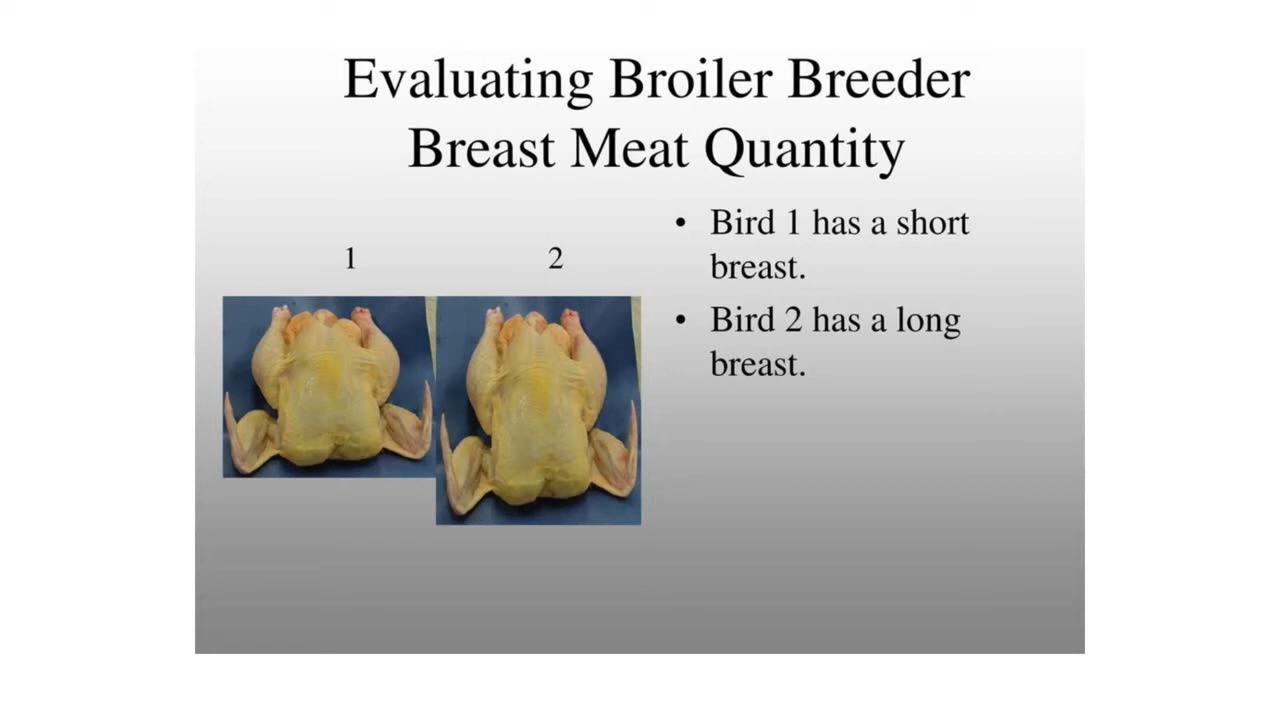 Evaluating Broiler Breeder
Breast Meat Quantity
1
2
• Bird 1 has a short
breast.
• Bird 2 has a long
breast.